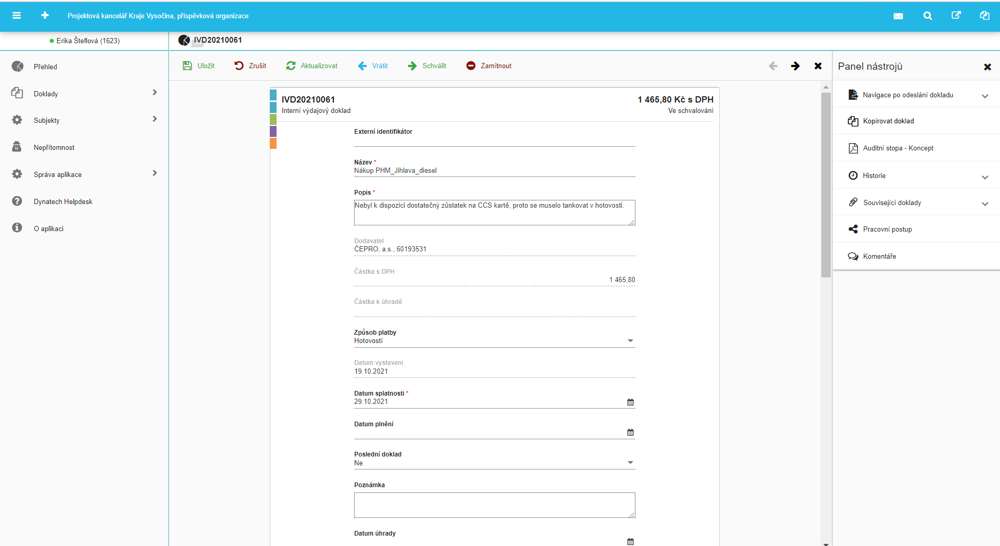 Projektová kancelář Kraje Vysočina, příspěvková organizace
Erika Šteflová (1623)
IVD20210061
Přehled
Doklady
Subjekty
Nepřítomnost
Správa aplikace
Dynatech Helpdesk
O aplikaci
Uložit
Zrušit
Aktualizovat
Vrátit
Schválit
Zamítnout
IVD20210061
1 465,80 Kč s DPH
Interní výdajový doklad
Ve schvalování
Externí identifikátor
Název *
Nákup PHM_Jihlava_diesel
Popis *
Nebyl k dispozici dostatečný zůstatek na CCS kartě, proto se muselo tankovat v hotovosti.
Dodavatel
ČEPRO, a.s., 60193531
Částka s DPH
1 465,80
Částka k úhradě
Způsob platby
Hotovostí
Datum vystavení
19.10.2021
Datum splatnosti *
29.10.2021
Datum plnění
Poslední doklad
Ne
Poznámka
Datum úhrady
Panel nástrojů
Navigace po odeslání dokladu
Kopírovat doklad
Auditní stopa - Koncept
Historie
Související doklady
Pracovní postup
Komentáře